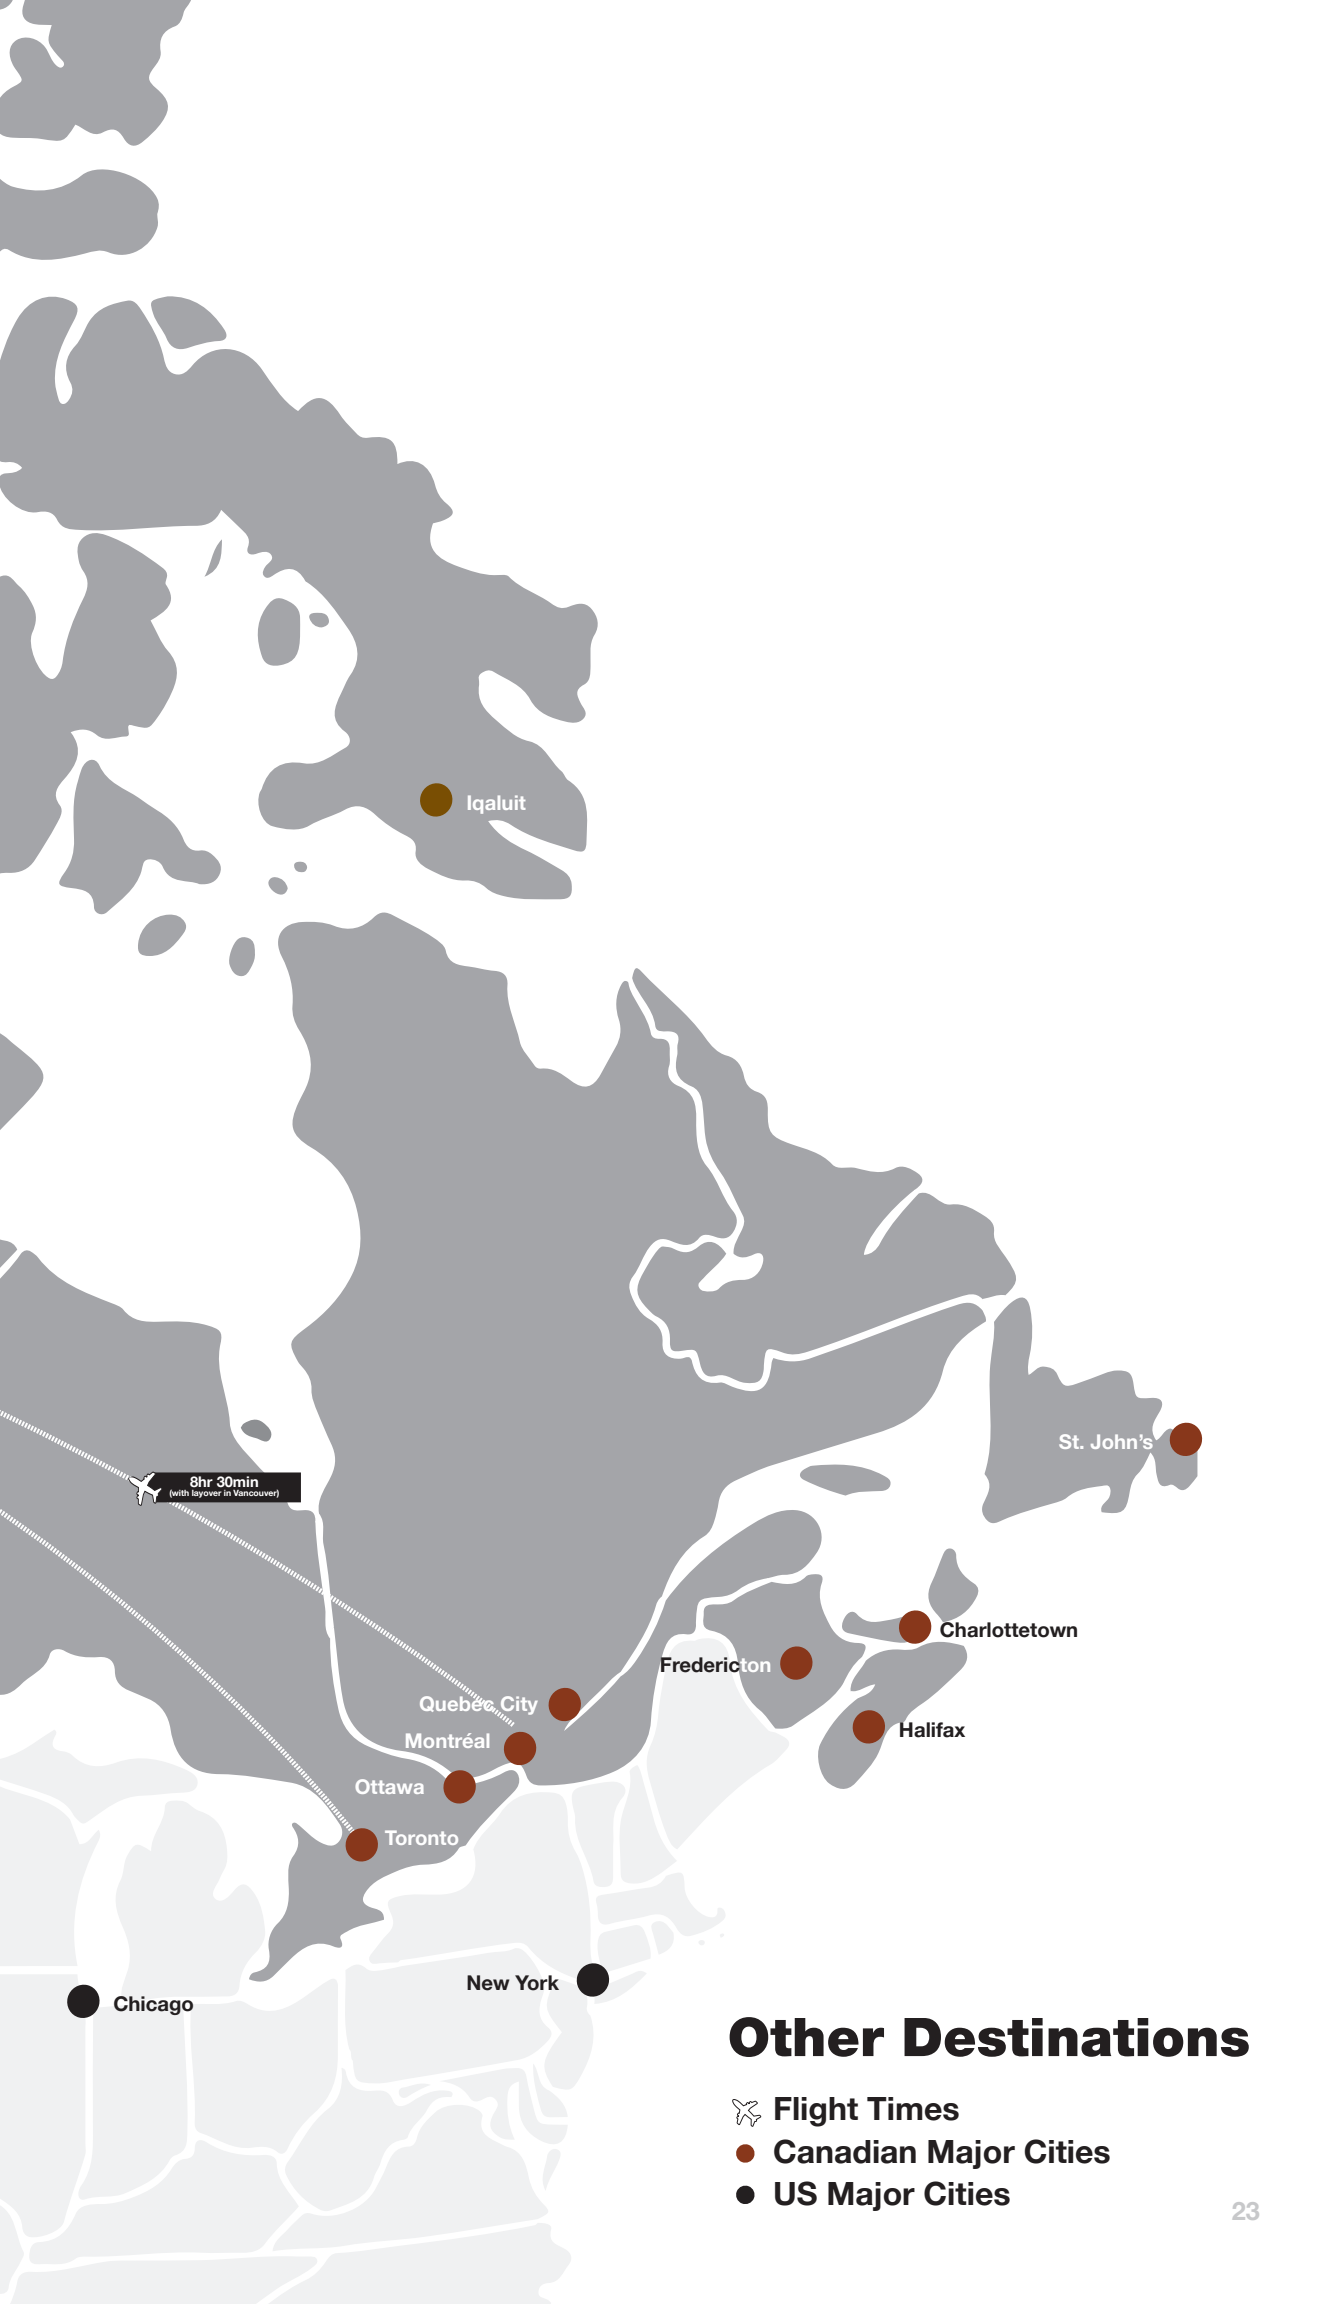 Iqaluit
St. John’s
8hr 30min
(with layover in Vancouver)
Charlottetown
Fredericton
Quebec City
Halifax
Montréal
Ottawa
Toronto
New York
Chicago
Other Destinations
Flight Times
Canadian Major Cities
US Major Cities
23